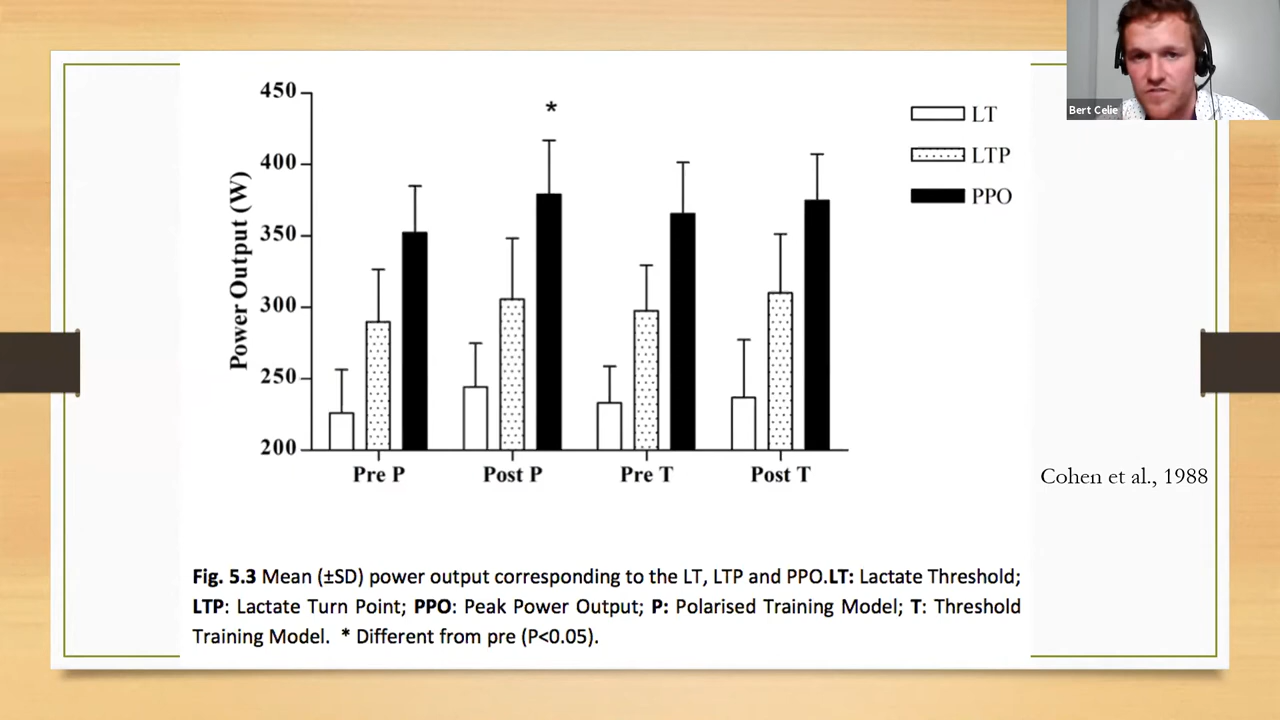 450
400
350
300
250
200
Power Output (W)
*
LT
LTP
PPO
Pre P
Post P
Pre T
Post T
Bert Celie
Cohen et al., 1988
Fig. 5.3 Mean (±SD) power output corresponding to the LT, LTP and PPO.LT: Lactate Threshold;
LTP: Lactate Turn Point; PPO: Peak Power Output; P: Polarised Training Model; T: Threshold
Training Model. * Different from pre (P<0.05).